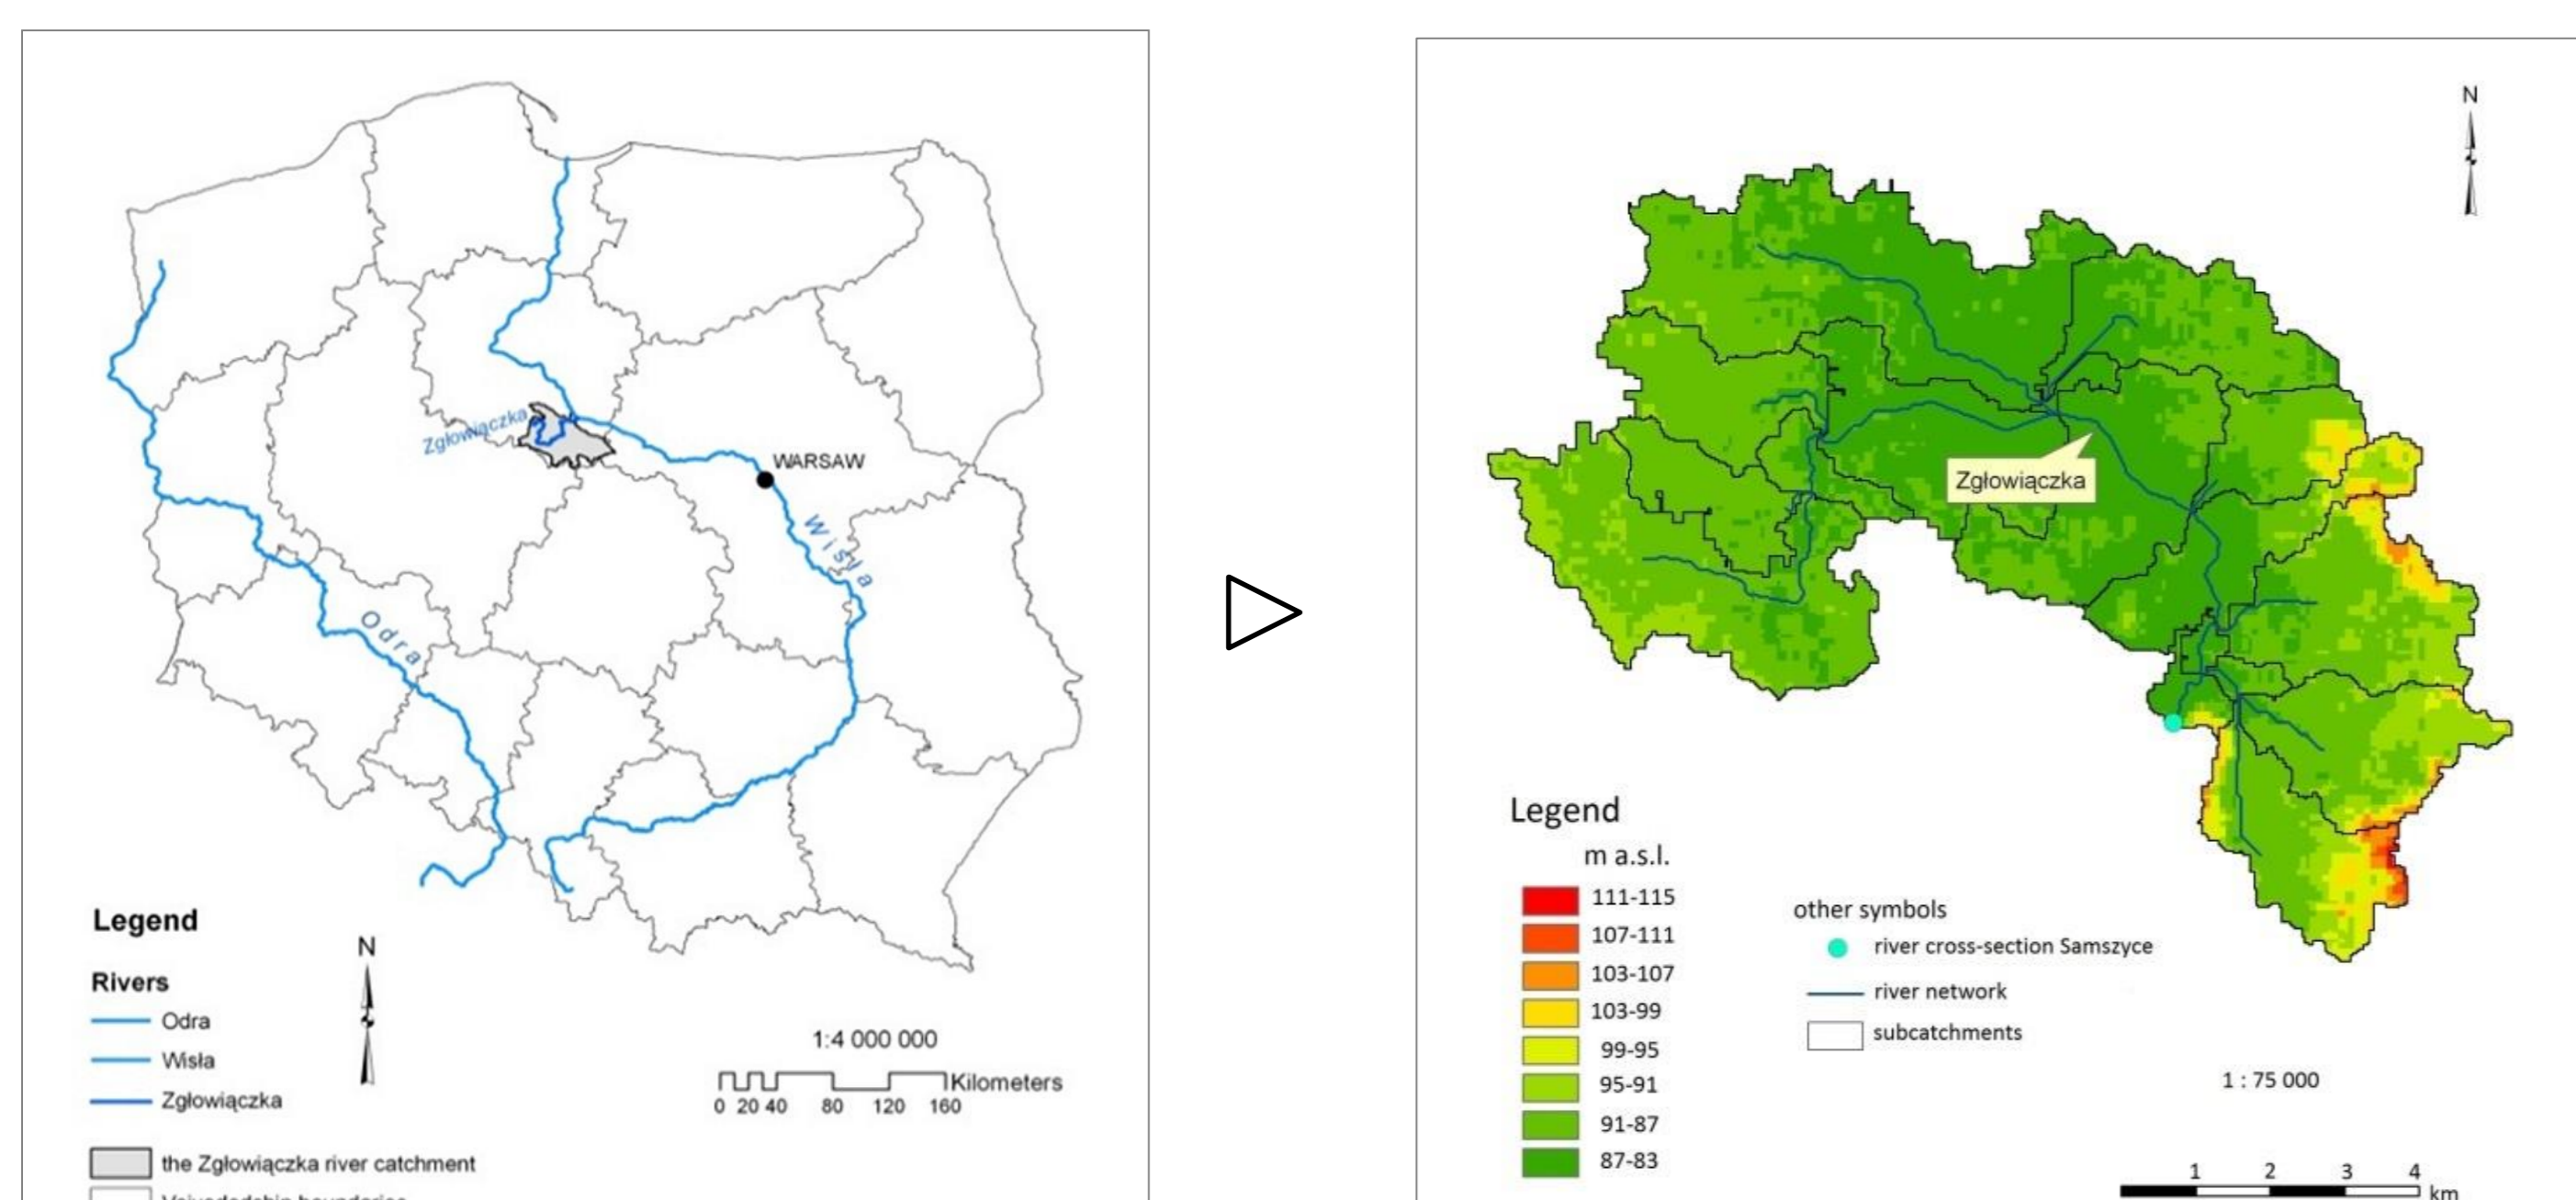 Zgłowiączka
WARSAW
Wisła
Odra
Legend
N
Rivers
Odra
Wisła
Zgłowiączka
the Zgłowiączka river catchment
1:4 000 000
Kilometers
0 20 40 80 120 160
N
Zgłowiączka
Legend
m a.s.l.
111-115
107-111
103-107
103-99
99-95
95-91
91-87
87-83
other symbols
river cross-section Samszyce
river network
subcatchments
1 : 75 000
1 2 3 4
km